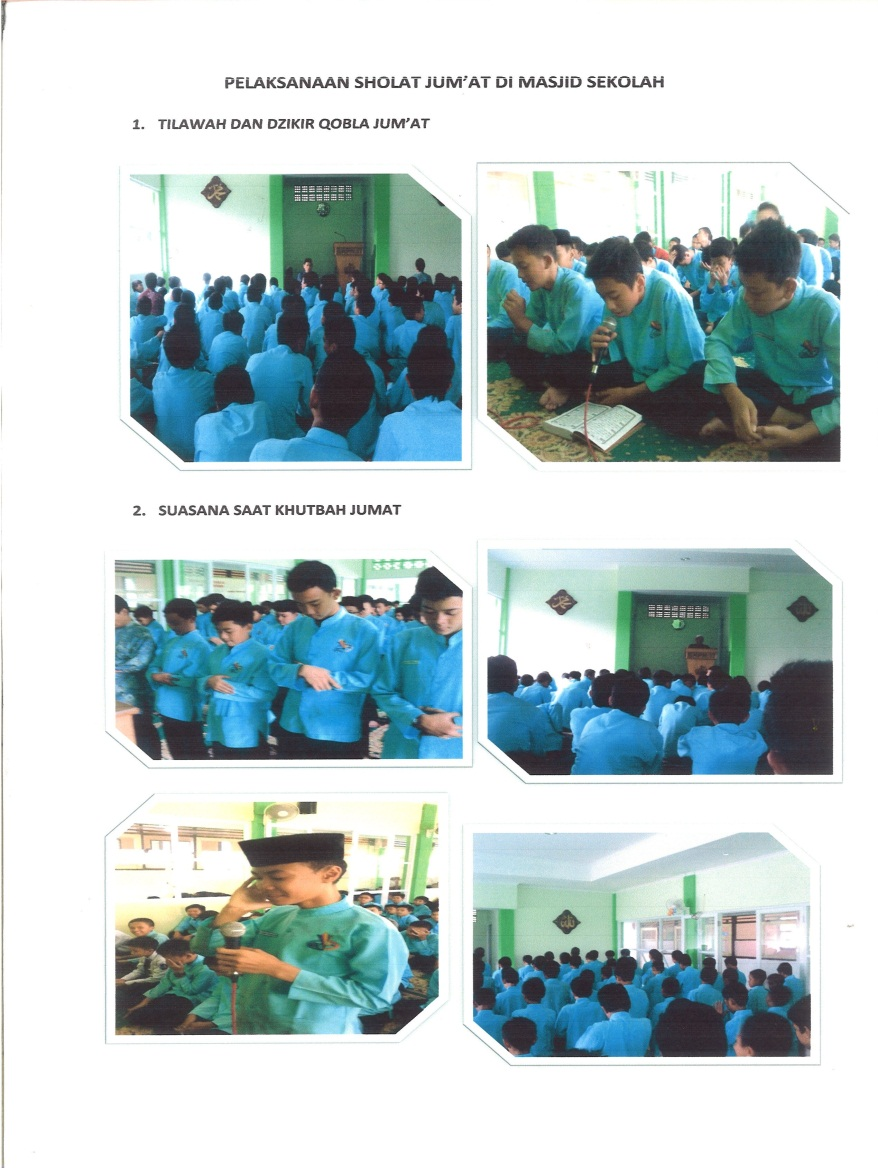 PELAKSANAAN SHOLAT JUM’AT DI MASJID SEKOLAH
1. TILAWAH DAN DZIKIR QOBLA JUM’AT
2. SUASANA SAAT KHUTBAH JUMAT